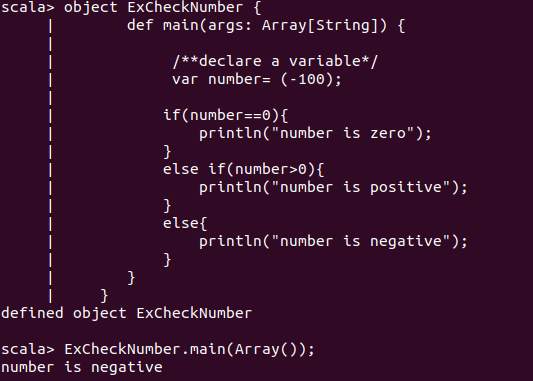 scala> object ExCheckNumber {
     |        def main(args: Array[String]) {
     |
     |             /**declare a variable*/
     |             var number= (-100);
     |
     |            if(number==0){
     |                println("number is zero");
     |            }
     |            else if(number>0){
     |                println("number is positive");
     |            }
     |            else{
     |                println("number is negative");
     |            }
     |        }
     |     }
defined object ExCheckNumber

scala> ExCheckNumber.main(Array());
number is negative